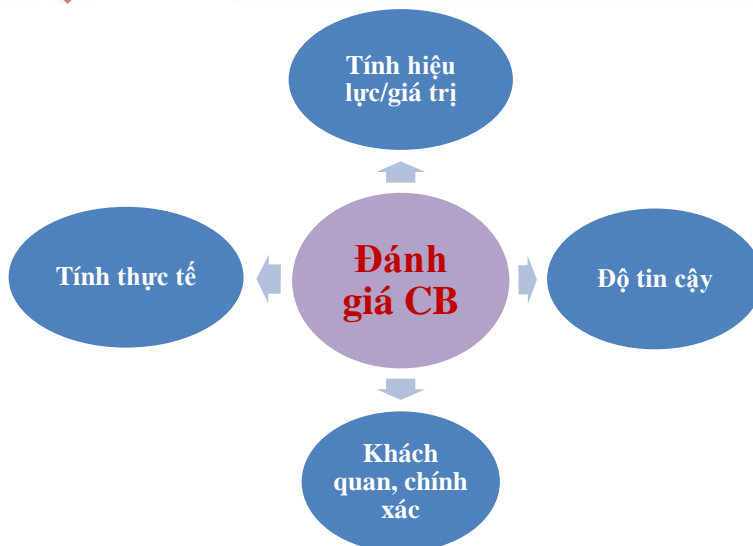 Tính hiệu
lực/giá trị
Tính thực tế
Đánh
giá CB
Độ tin cậy
Khách
quan, chính
xác